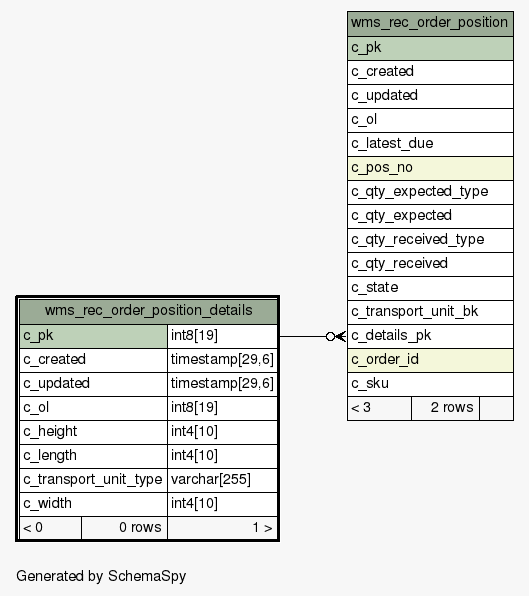 wms_rec_order_position
c_pk
c_created
c_updated
c_ol
c_latest_due
c_pos_no
c_qty_expected_type
c_qty_expected
c_qty_received_type
c_qty_received
c_state
c_transport_unit_bk
c_details_pk
c_order_id
c_sku
< 3 2 rows
wms_rec_order_position_details
c_pk int8[19]
c_created timestamp[29,6]
c_updated timestamp[29,6]
c_ol int8[19]
c_height int4[10]
c_length int4[10]
c_transport_unit_type varchar[255]
c_width int4[10]
< 0 0 rows 1 >
Generated by SchemaSpy